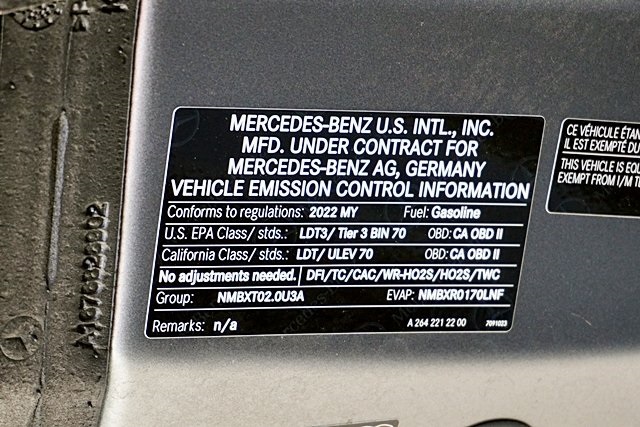 MERCEDES-BENZ U.S. INTL., INC.
MFD. UNDER CONTRACT FOR
MERCEDES-BENZ AG, GERMANY
VEHICLE EMISSION CONTROL INFORMATION
Conforms to regulations: 2022 MY Fuel: Gasoline
U.S. EPA Class/ stds.: LDT3/ Tier 3 BIN 70 OBD: CA OBD II
California Class/ stds.: LDT/ ULEV 70 OBD: CA OBD II
No adjustments needed. DFI/TC/CAC/WR-HO2S/HO2S/TWC
Group: NMBXT02.0U3A EVAP: NMBXR0170LNF
Remarks: n/a A 264 221 22 00 7091023
CE VÉHICULE ÉTAN
IL EST EXEMPTÉ DU
THIS VEHICLE IS EQU
EXEMPT FROM I/M T